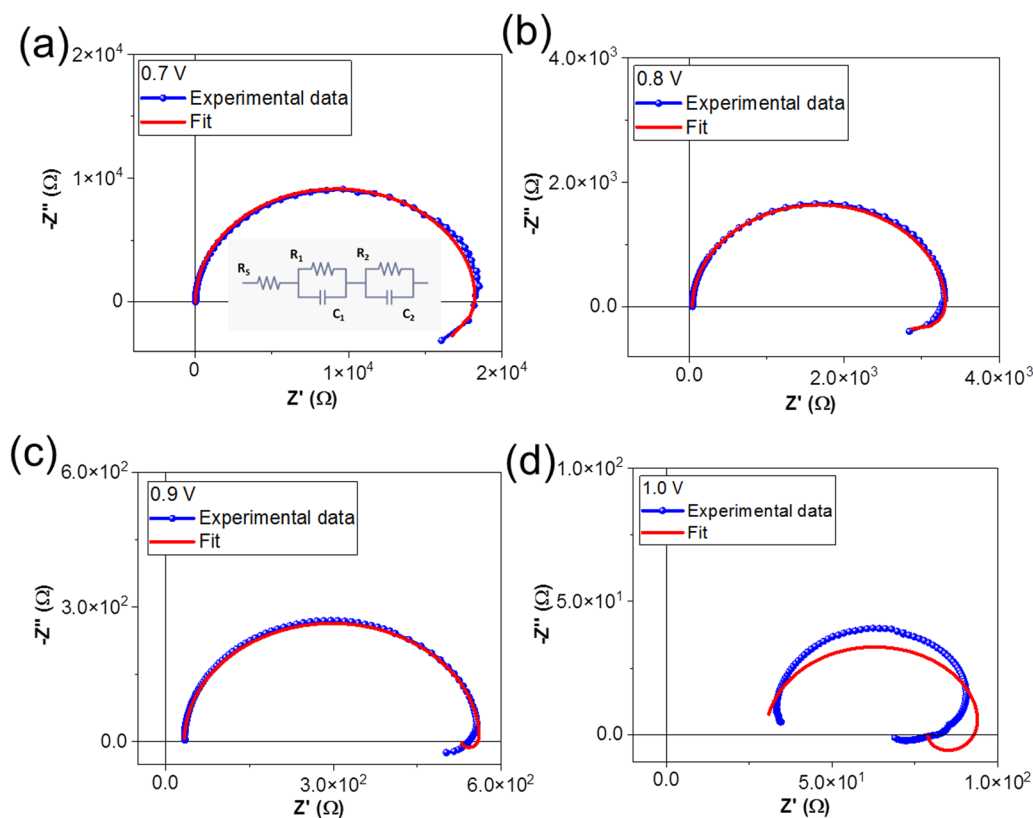 (a)
2×10⁴
0.7 V
Experimental data
Fit
1×10⁴
-Z'' (Ω)
R_S
R₁
R₂
C₁
C₂
0
0
1×10⁴
2×10⁴
Z' (Ω)
(b)
4.0×10³
0.8 V
Experimental data
Fit
2.0×10³
-Z'' (Ω)
0.0
0.0
2.0×10³
4.0×10³
Z' (Ω)
(c)
6.0×10²
0.9 V
Experimental data
Fit
3.0×10²
-Z'' (Ω)
0.0
0.0
3.0×10²
6.0×10²
Z' (Ω)
(d)
1.0×10²
1.0 V
Experimental data
Fit
5.0×10¹
-Z'' (Ω)
0.0
0.0
5.0×10¹
1.0×10²
Z' (Ω)